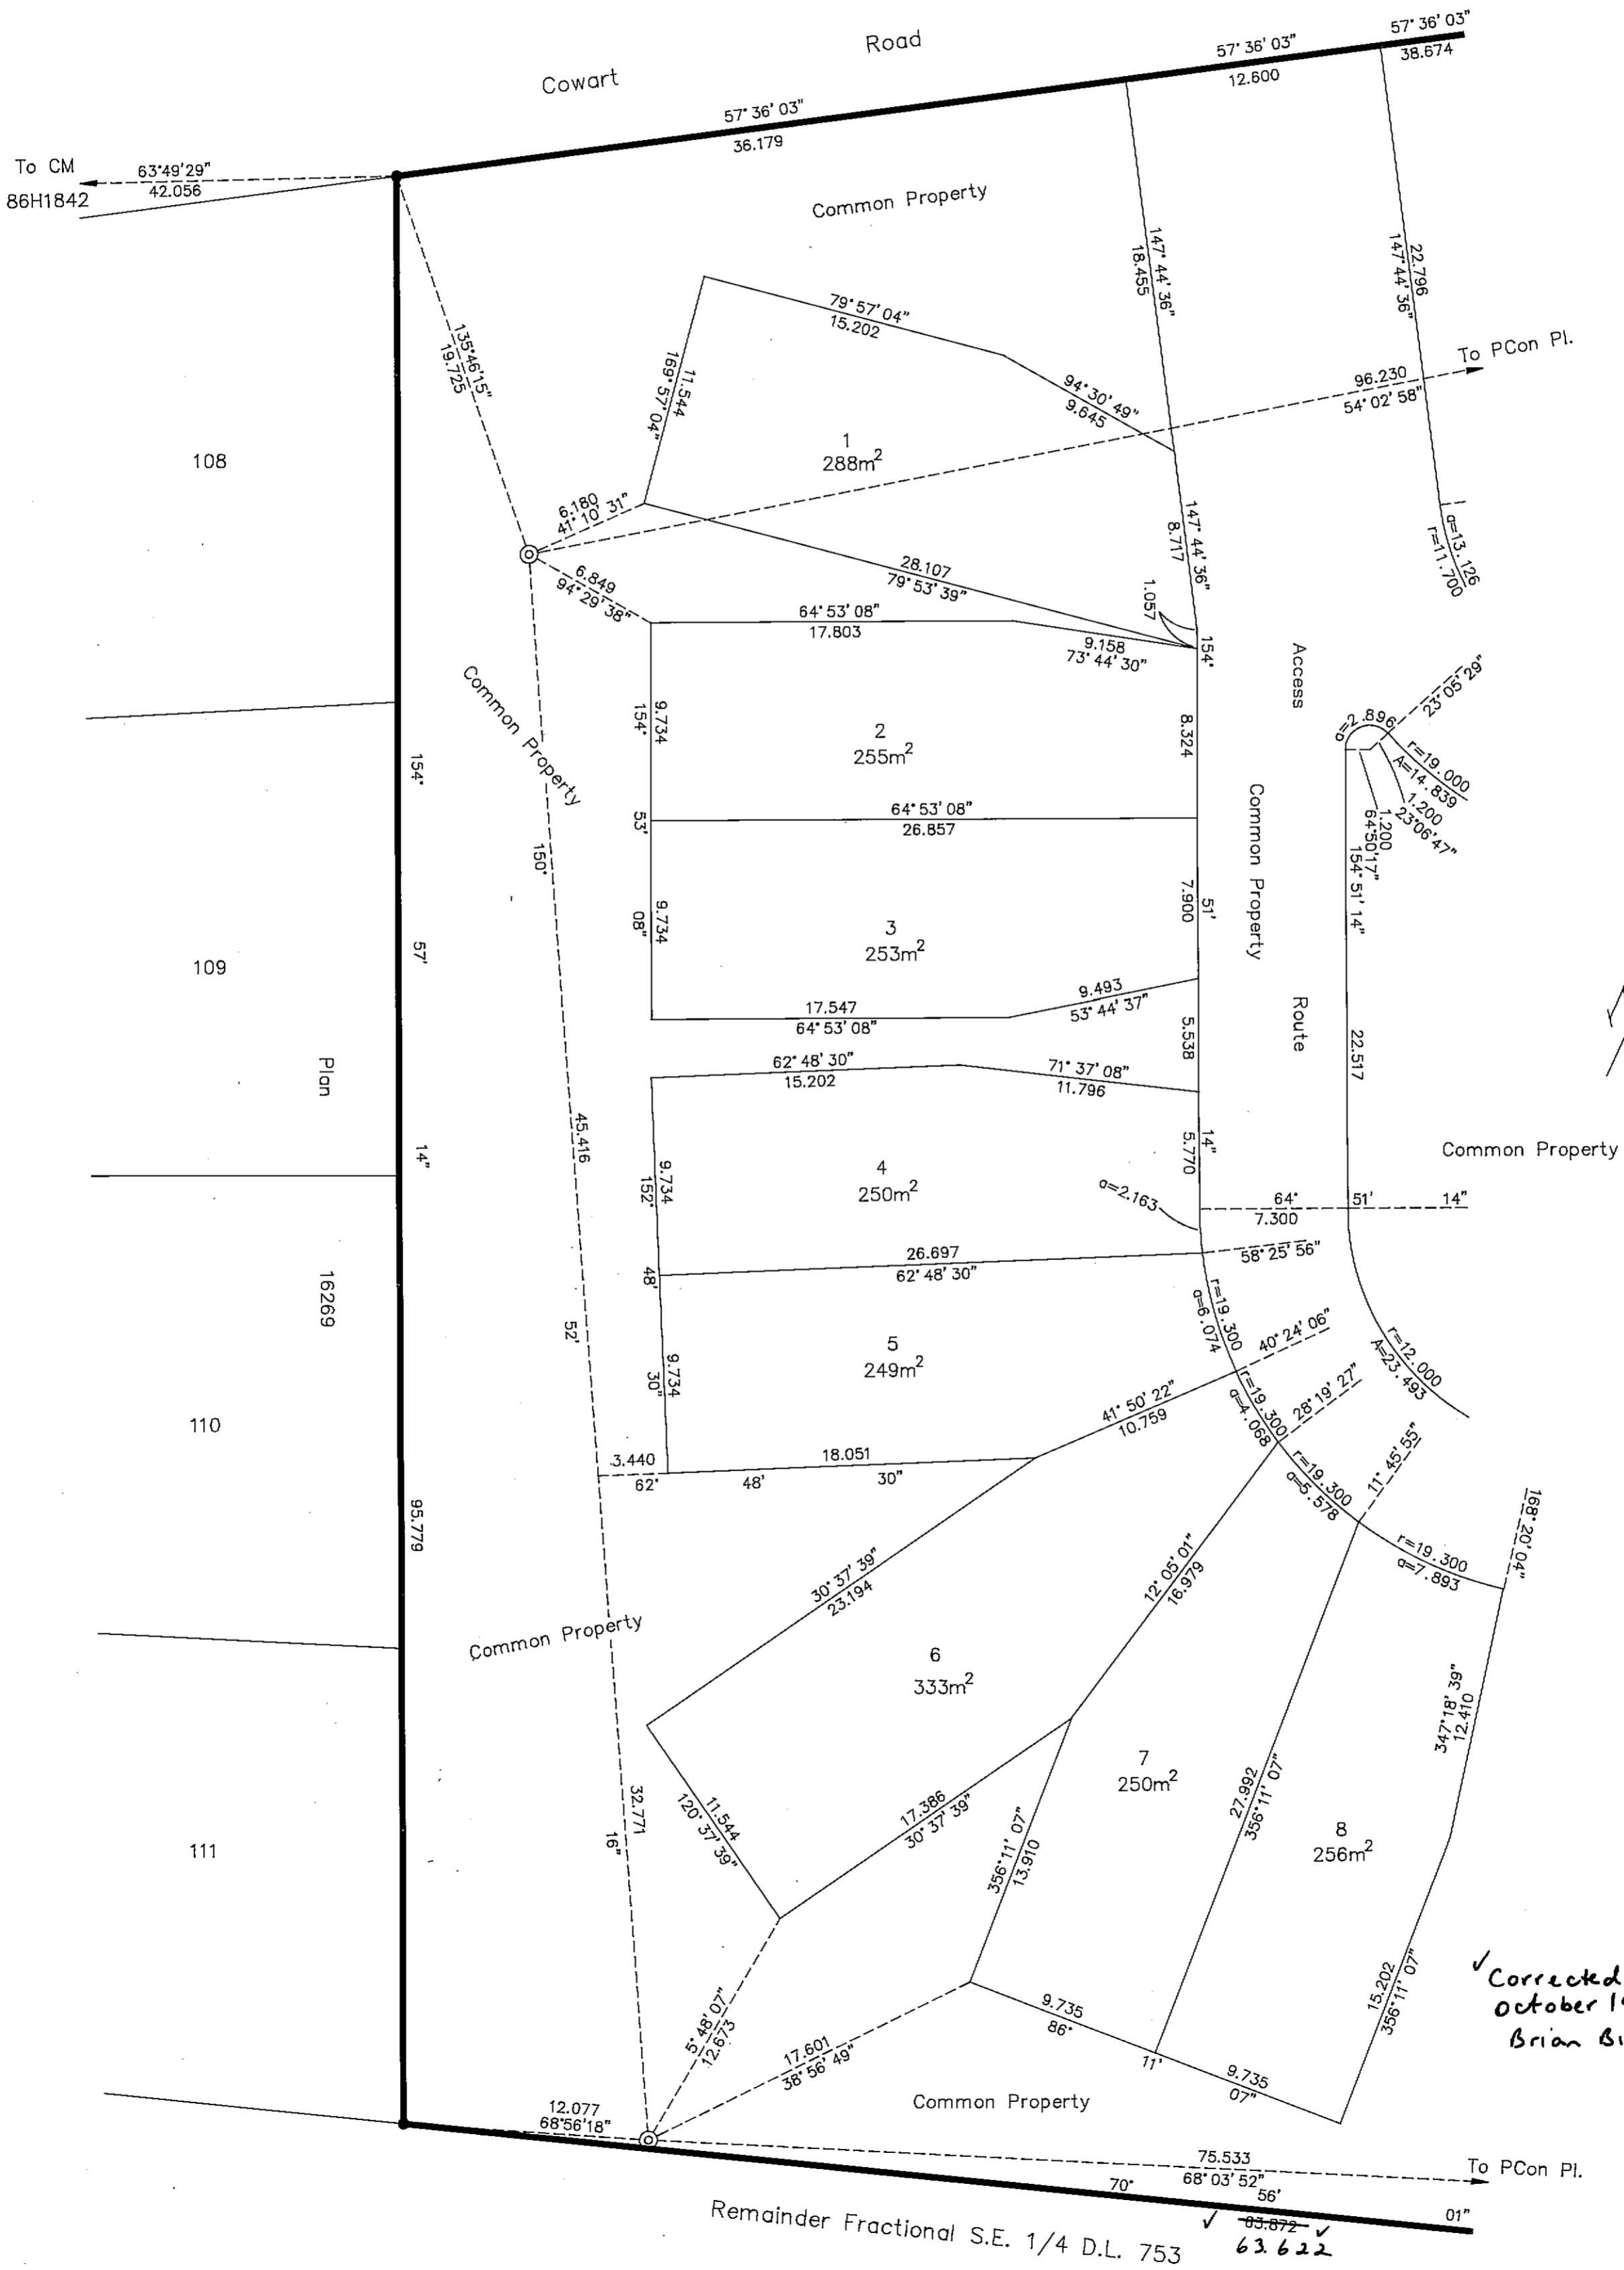 Cowart Road
57° 36' 03"
36.179
57° 36' 03"
12.600
57° 36' 03"
38.674
To CM
86H1842
63°49'29"
42.056
Common Property
135°46'15"
19.725
147° 44' 36"
18.455
22.796
147° 44' 36"
79° 57' 04"
15.202
11.544
169° 57' 04"
94° 30' 49"
9.645
To PCon Pl.
96.230
54° 02' 58"
108
1
288m²
6.180
41° 10' 31"
6.849
94° 29' 38"
28.107
79° 53' 39"
147° 44' 36"
8.717
a=13.126
r=11.700
1.057
64° 53' 08"
17.803
9.158
73° 44' 30"
154°
Access
Common Property
9.734
154°
2
255m²
8.324
23° 05' 29"
a=2.896
r=19.000
A=14.839
1.200
23°06'47"
1.200
64°50'17"
154° 51' 14"
154°
150°
53'
64° 53' 08"
26.857
Common Property
109
57'
9.734
08"
3
253m²
7.900
51'
17.547
64° 53' 08"
9.493
53° 44' 37"
5.538
Route
22.517
Plan
62° 48' 30"
15.202
71° 37' 08"
11.796
14"
45.416
9.734
152°
4
250m²
5.770
14"
Common Property
a=2.163
64° 51' 14"
7.300
16269
52'
48'
26.697
62° 48' 30"
58° 25' 56"
r=19.300
a=6.074
40° 24' 06"
r=12.000
A=23.493
110
9.734
30"
5
249m²
41° 50' 22"
10.759
r=19.300
a=4.068
28° 19' 27"
3.440
18.051
62° 48' 30"
95.779
r=19.300
a=5.578
11° 45' 55"
r=19.300
a=7.893
168° 20' 04"
30° 37' 39"
23.194
12° 05' 01"
16.979
Common Property
6
333m²
347° 18' 39"
12.410
111
32.771
16"
11.544
120° 37' 39"
17.386
30° 37' 39"
7
250m²
356° 11' 07"
13.910
27.992
356° 11' 07"
8
256m²
15.202
356° 11' 07"
✓ Corrected
October 1
Brian B
5° 48' 07"
12.673
17.601
38° 56' 49"
9.735
86°
11'
9.735
07"
Common Property
12.077
68°56'18"
75.533
68° 03' 52"
To PCon Pl.
70° 56' 01"
✓ 83.872 ✓
63.622
Remainder Fractional S.E. 1/4 D.L. 753